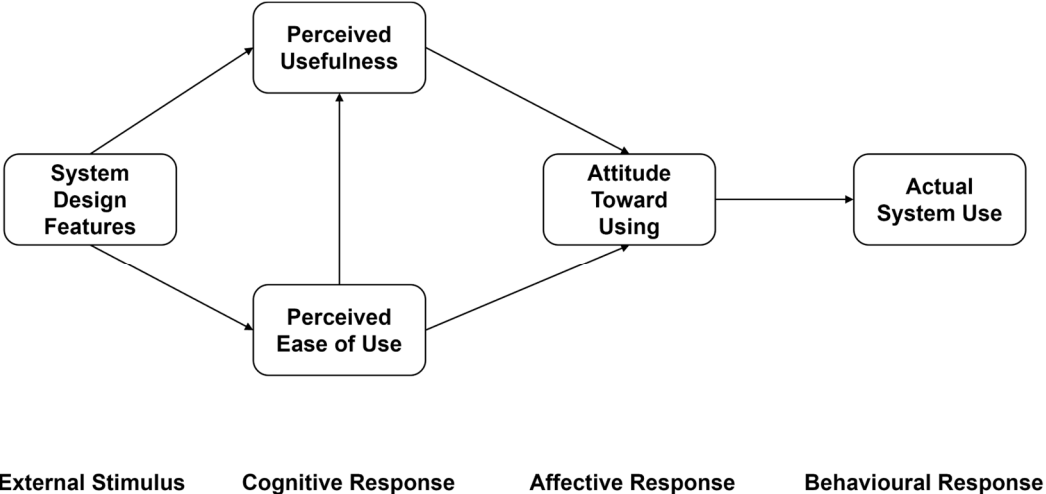 Perceived
Usefulness
System
Design
Features
Attitude
Toward
Using
Actual
System Use
Perceived
Ease of Use
External Stimulus
Cognitive Response
Affective Response
Behavioural Response